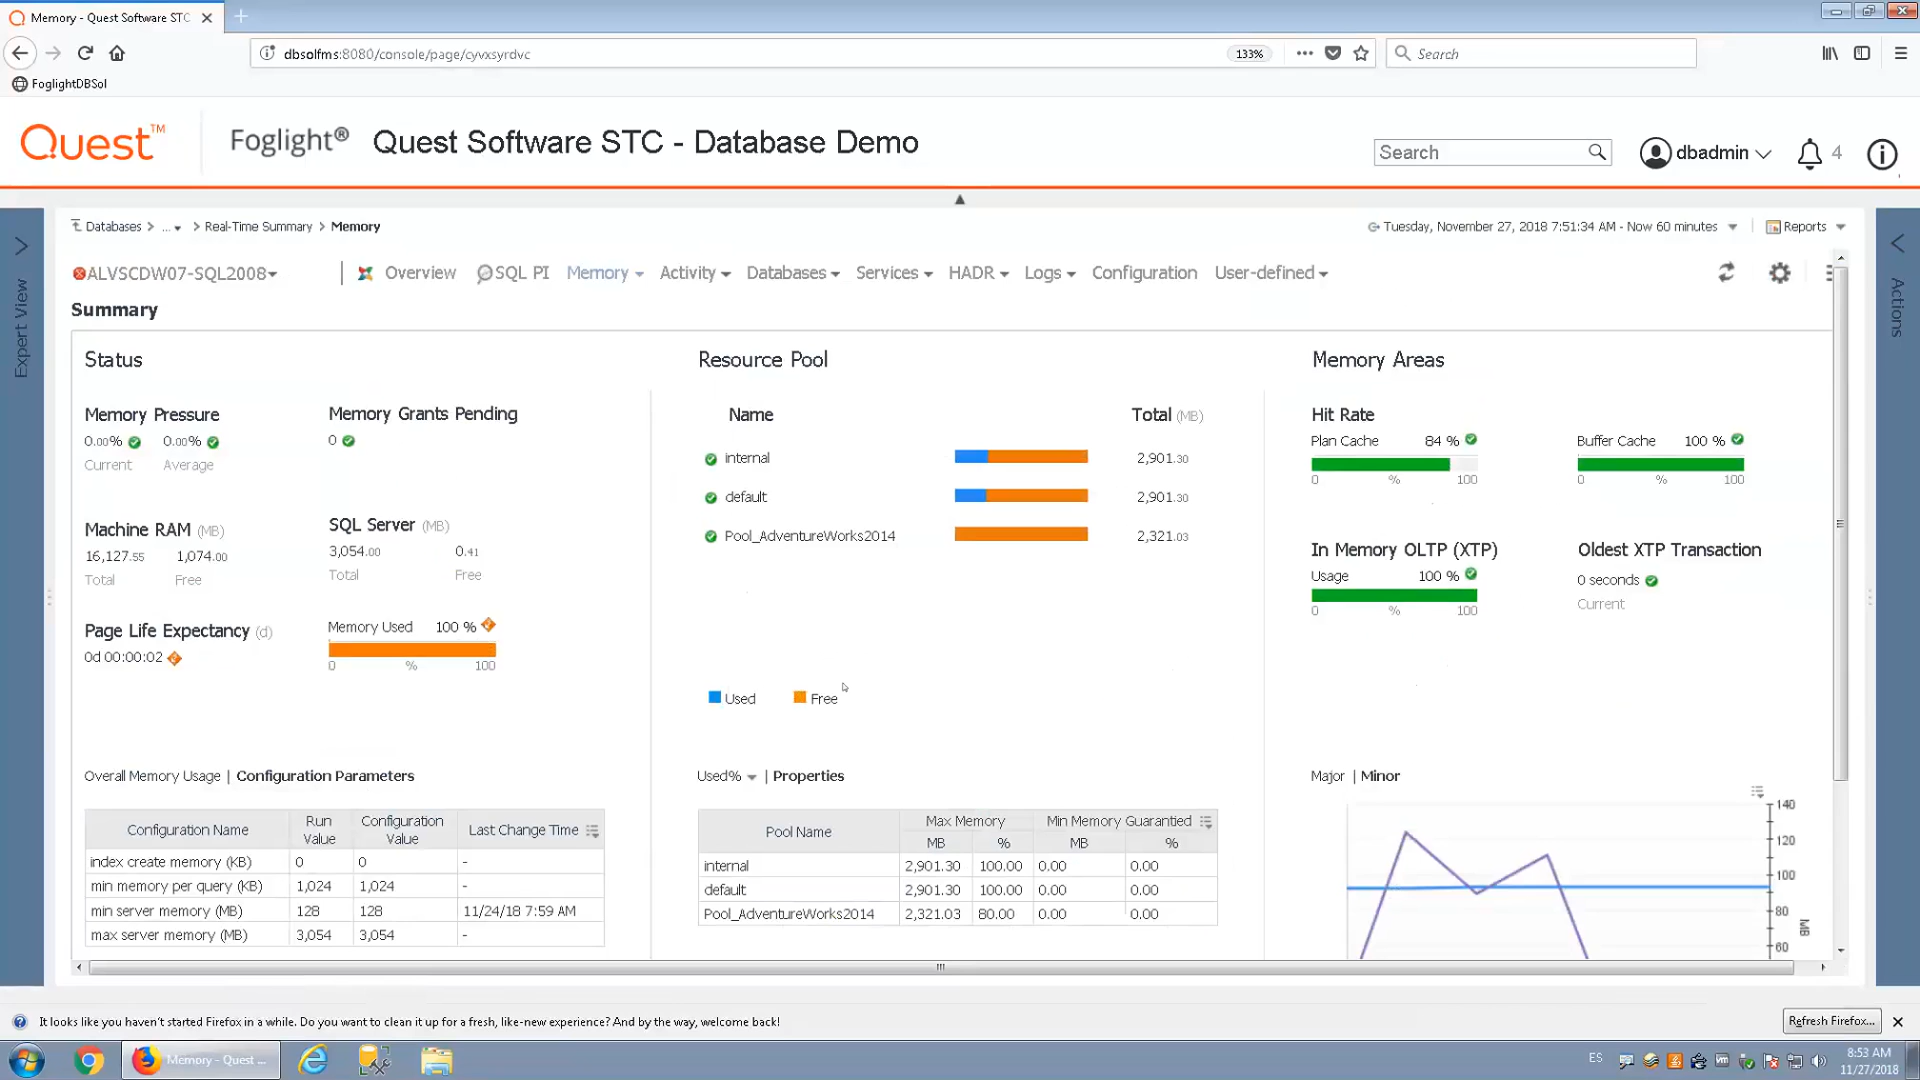 Memory - Quest Software STC
dbsolfms:8080/console/page/cyvxsyrdvc
133%
Search
FoglightDBSol
Quest™
Foglight® Quest Software STC - Database Demo
Search
dbadmin
4
Databases > ... > Real-Time Summary > Memory
Tuesday, November 27, 2018 7:51:34 AM - Now 60 minutes
Reports
Expert View
Actions
ALVSCDW07-SQL2008
Overview SQL PI Memory Activity Databases Services HADR Logs Configuration User-defined
Summary
Status
Memory Pressure
0.00% 0.00%
Current Average
Memory Grants Pending
0
Machine RAM (MB)
16,127.55 1,074.00
Total Free
SQL Server (MB)
3,054.00 0.41
Total Free
Page Life Expectancy (d)
0d 00:00:02
Memory Used 100 %
0 % 100
Resource Pool
Name Total (MB)
internal 2,901.30
default 2,901.30
Pool_AdventureWorks2014 2,321.03
Used Free
Memory Areas
Hit Rate
Plan Cache 84 %
0 % 100
Buffer Cache 100 %
0 % 100
In Memory OLTP (XTP)
Usage 100 %
0 % 100
Oldest XTP Transaction
0 seconds
Current
Overall Memory Usage | Configuration Parameters
Configuration Name Run Value Configuration Value Last Change Time
index create memory (KB) 0 0 -
min memory per query (KB) 1,024 1,024 -
min server memory (MB) 128 128 11/24/18 7:59 AM
max server memory (MB) 3,054 3,054 -
Used% | Properties
Pool Name Max Memory Min Memory Guarantied
MB % MB %
internal 2,901.30 100.00 0.00 0.00
default 2,901.30 100.00 0.00 0.00
Pool_AdventureWorks2014 2,321.03 80.00 0.00 0.00
Major | Minor
140
120
100
80
60
MB
It looks like you haven't started Firefox in a while. Do you want to clean it up for a fresh, like-new experience? And by the way, welcome back!
Refresh Firefox...
Memory - Quest ...
ES
8:53 AM
11/27/2018